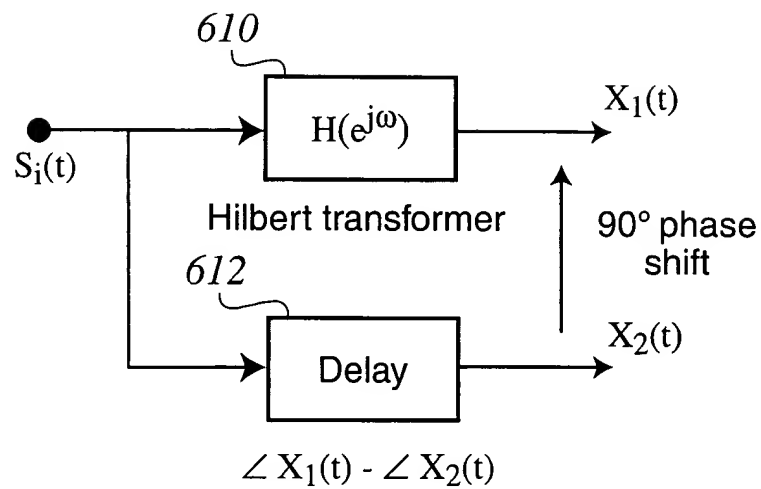 610
H(e^jω)
X1(t)
Si(t)
Hilbert transformer
90° phase
shift
612
Delay
X2(t)
∠ X1(t) - ∠ X2(t)